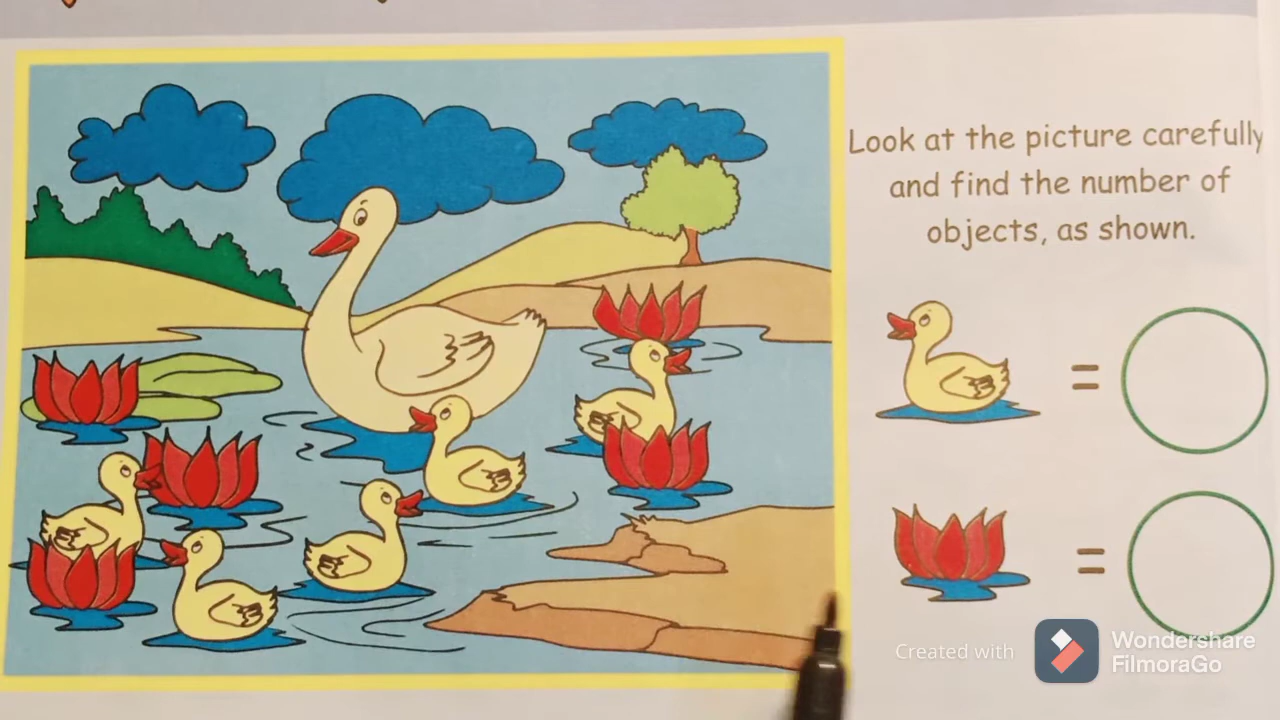 Look at the picture carefully
and find the number of
objects, as shown.
=
=
Created with
Wondershare
FilmoraGo